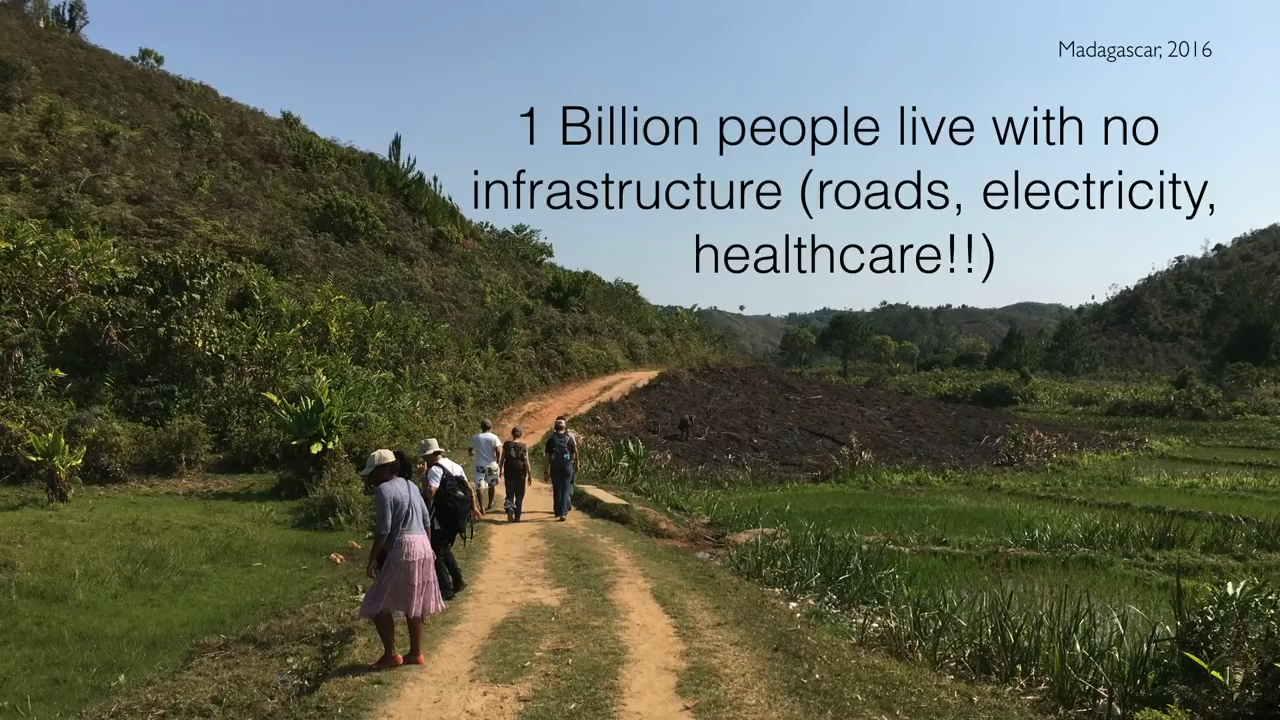 Madagascar, 2016
1 Billion people live with no
infrastructure (roads, electricity,
healthcare!!)